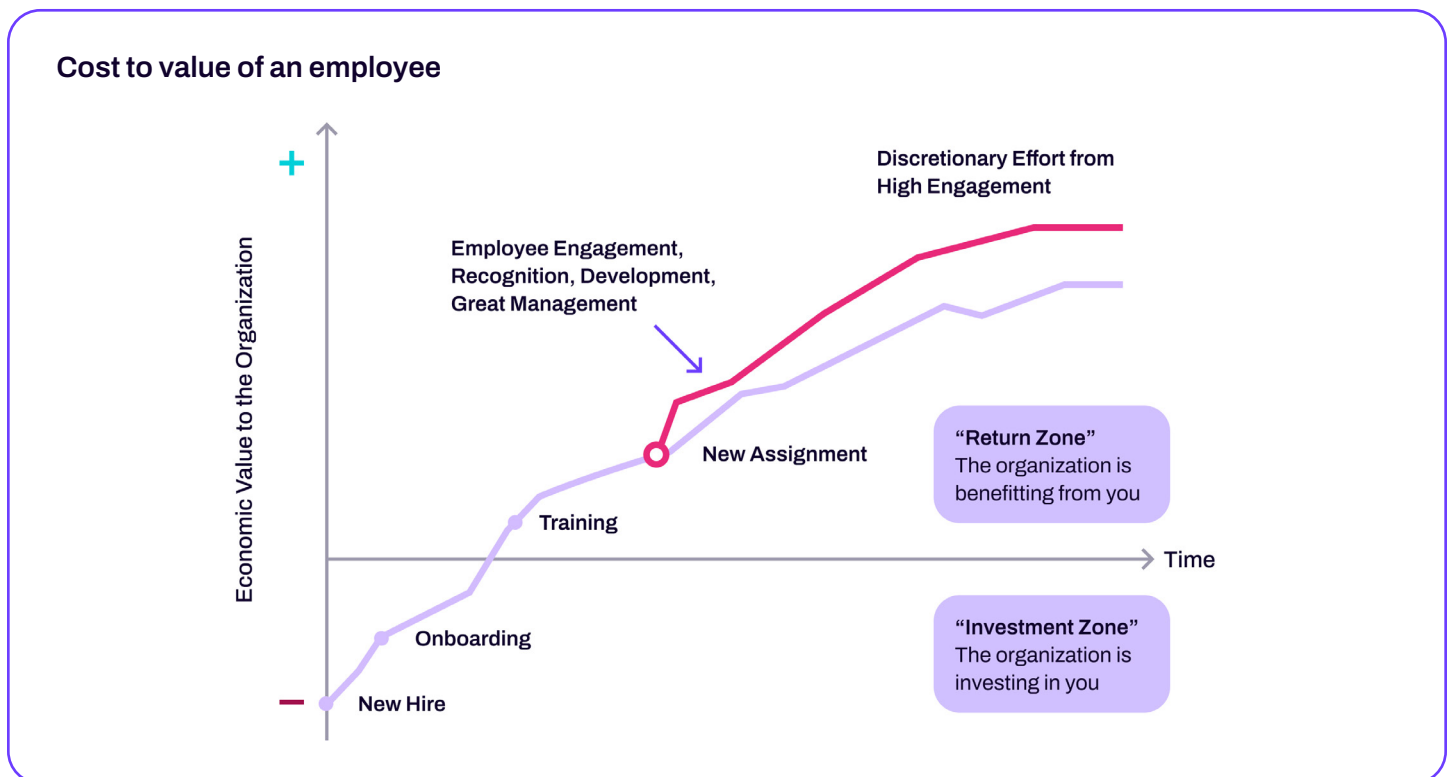 Cost to value of an employee
+
Discretionary Effort from
High Engagement
Employee Engagement,
Recognition, Development,
Great Management
Economic Value to the Organization
New Assignment
“Return Zone”
The organization is
benefitting from you
Training
Time
“Investment Zone”
The organization is
investing in you
Onboarding
−
New Hire